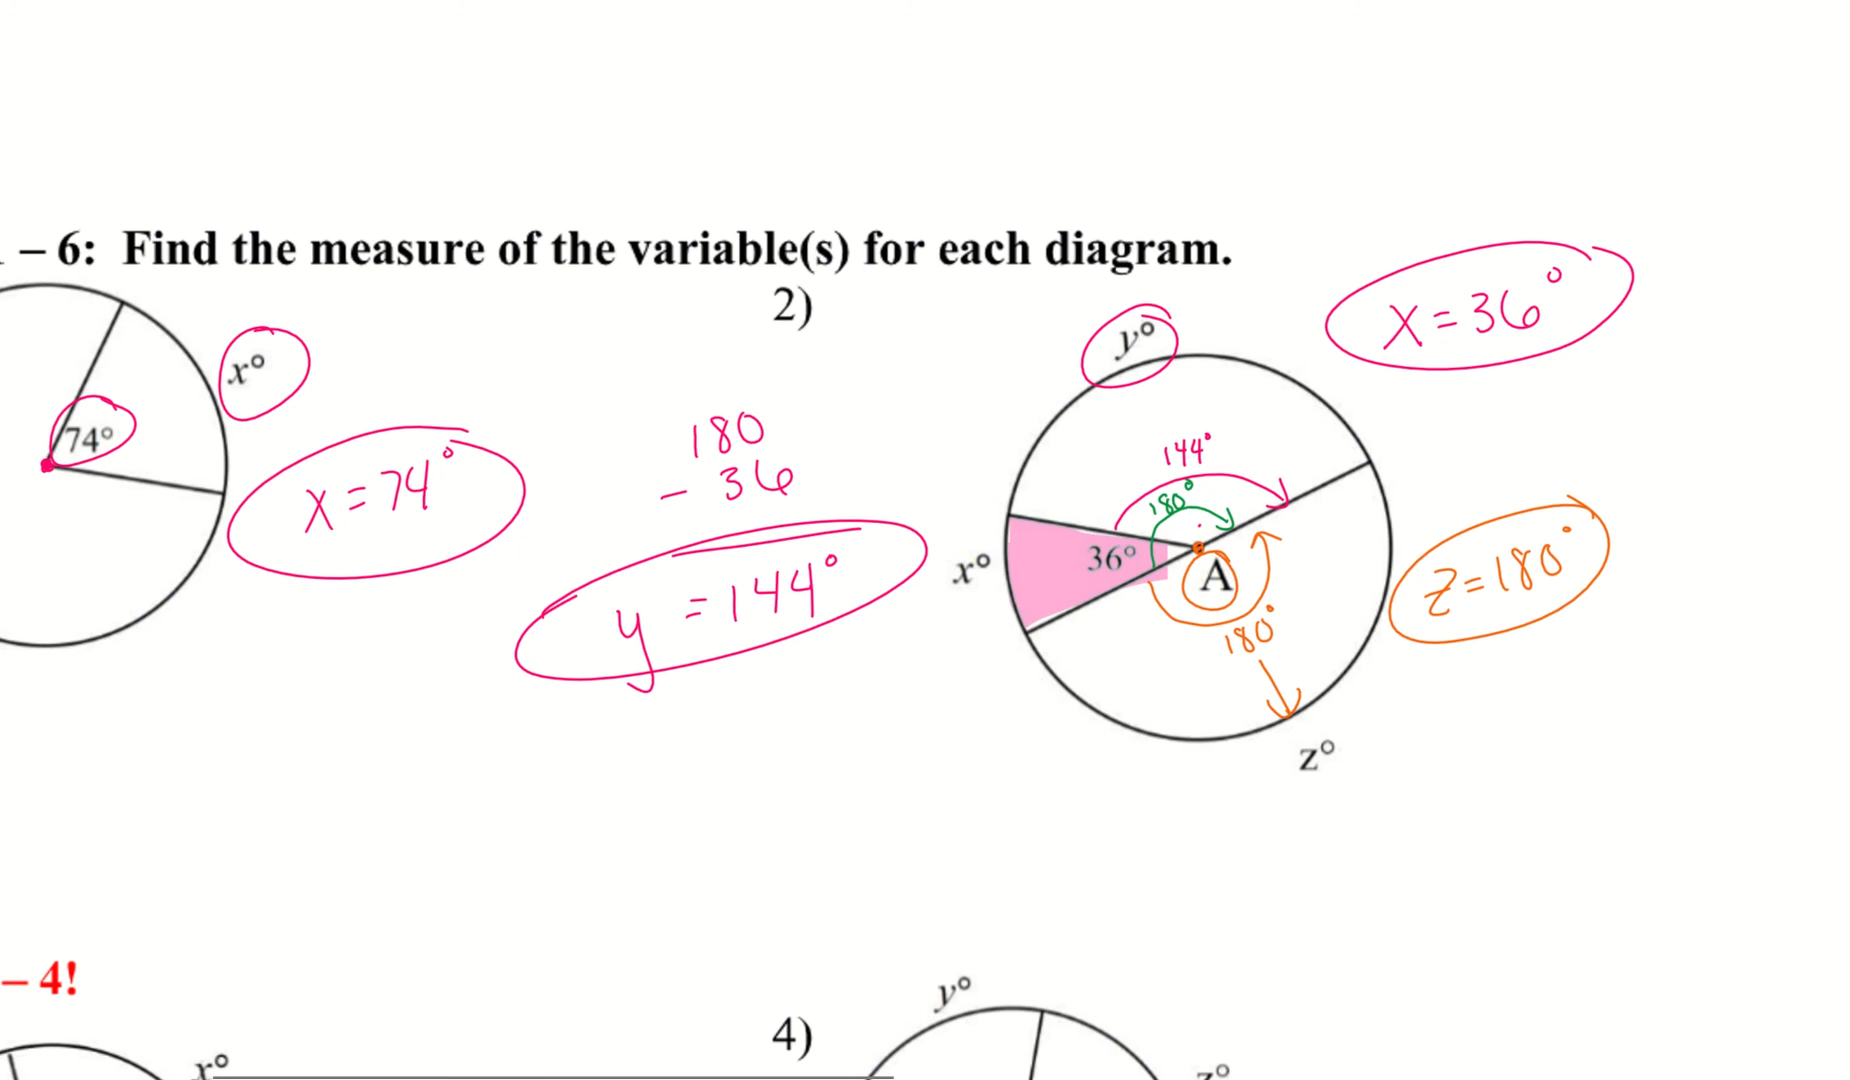 – 6: Find the measure of the variable(s) for each diagram.
x°
74°
x = 74°
2)
180
- 36
y = 144°
y°
144°
180°
36°
x°
A
180°
z°
x = 36°
z = 180°
– 4!
x°
4)
y°
z°